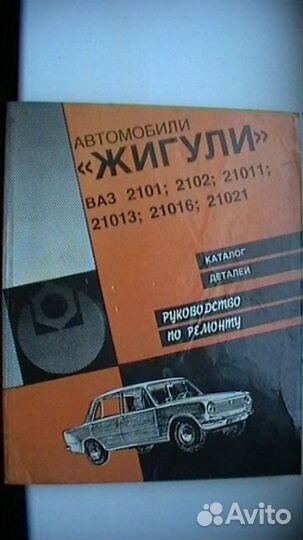 АВТОМОБИЛИ
«ЖИГУЛИ»
ВАЗ 2101; 2102; 21011;
21013; 21016; 21021
КАТАЛОГ
ДЕТАЛЕЙ
РУКОВОДСТВО
ПО РЕМОНТУ
Avito